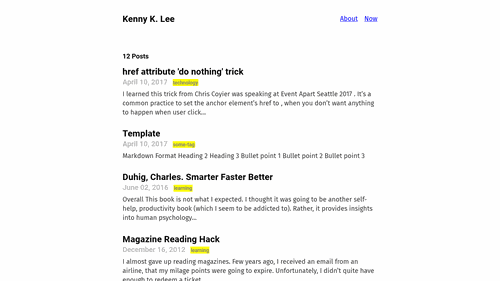 Kenny K. Lee
About Now
12 Posts
href attribute 'do nothing' trick
April 10, 2017 technology
I learned this trick from Chris Coyier was speaking at Event Apart Seattle 2017 . It's a
common practice to set the anchor element's href to , when you don't want anything
to happen when user click...
Template
April 10, 2017 some-tag
Markdown Format Heading 2 Heading 3 Bullet point 1 Bullet point 2 Bullet point 3
Duhig, Charles. Smarter Faster Better
June 02, 2016 learning
Overall This book is not what I expected. I thought it was going to be another self-
help, productivity book (which I seem to be addicted to). Rather, it provides insights
into human psychology...
Magazine Reading Hack
December 16, 2012 learning
I almost gave up reading magazines. Few years ago, I received an email from an
airline, that my milage points were going to expire. Unfortunately, I didn't quite have
enough to redeem a ticket